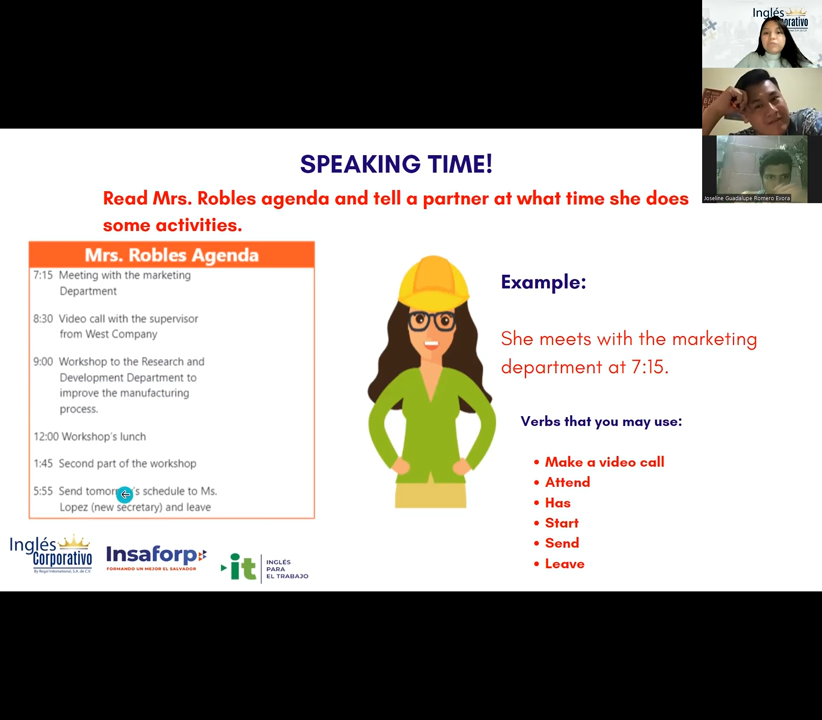 Inglés
Corporativo
SPEAKING TIME!
Read Mrs. Robles agenda and tell a partner at what time she does
some activities.
Joseline Guadalupe Romero Elvora
Mrs. Robles Agenda
7:15 Meeting with the marketing
Department
8:30 Video call with the supervisor
from West Company
9:00 Workshop to the Research and
Development Department to
improve the manufacturing
process.
12:00 Workshop's lunch
1:45 Second part of the workshop
5:55 Send tomorrow's schedule to Ms.
Lopez (new secretary) and leave
Example:
She meets with the marketing
department at 7:15.
Verbs that you may use:
• Make a video call
• Attend
• Has
• Start
• Send
• Leave
Inglés
Corporativo
By Regal International, S.A. de C.V.
Insaforp
FORMANDO UN MEJOR EL SALVADOR
it
INGLÉS
PARA
EL TRABAJO